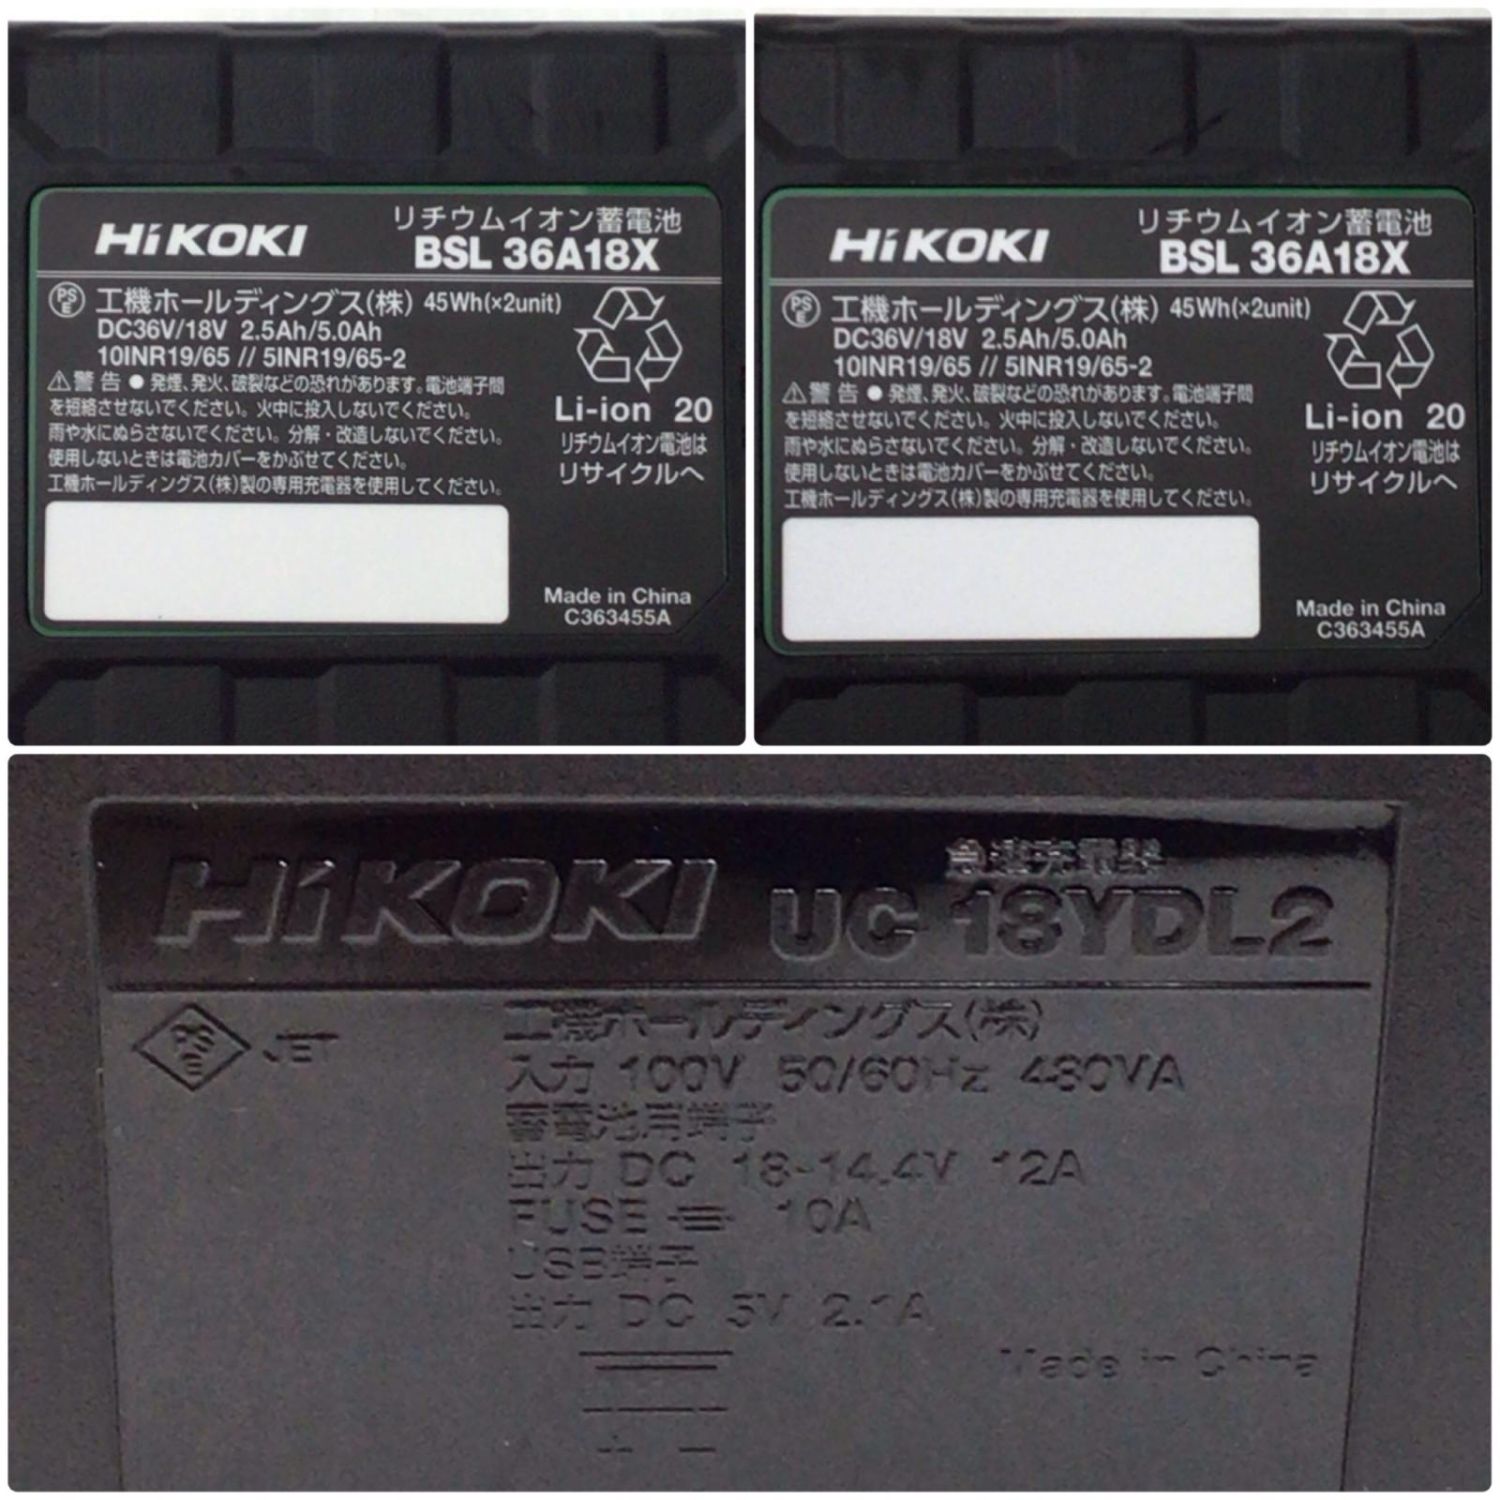 HiKOKI
リチウムイオン蓄電池
BSL 36A18X
PSE 工機ホールディングス(株) 45Wh(×2unit)
DC36V/18V 2.5Ah/5.0Ah
10INR19/65 // 5INR19/65-2
⚠警告 ●発煙、発火、破裂などの恐れがあります。電池端子間
を短絡させないでください。火中に投入しないでください。
雨や水にぬらさないでください。分解・改造しないでください。
使用しないときは電池カバーをかぶせてください。
工機ホールディングス(株)製の専用充電器を使用してください。
Li-ion 20
リチウムイオン電池は
リサイクルへ
Made in China
C363455A
HiKOKI
リチウムイオン蓄電池
BSL 36A18X
PSE 工機ホールディングス(株) 45Wh(×2unit)
DC36V/18V 2.5Ah/5.0Ah
10INR19/65 // 5INR19/65-2
⚠警告 ●発煙、発火、破裂などの恐れがあります。電池端子間
を短絡させないでください。火中に投入しないでください。
雨や水にぬらさないでください。分解・改造しないでください。
使用しないときは電池カバーをかぶせてください。
工機ホールディングス(株)製の専用充電器を使用してください。
Li-ion 20
リチウムイオン電池は
リサイクルへ
Made in China
C363455A
HiKOKI
急速充電器
UC 18YDL2
PSE JET
工機ホールディングス(株)
入力 100V 50/60Hz 480VA
蓄電池用端子
出力 DC 18-14.4V 12A
FUSE 10A
USB端子
出力 DC 5V 2.1A
Made in China